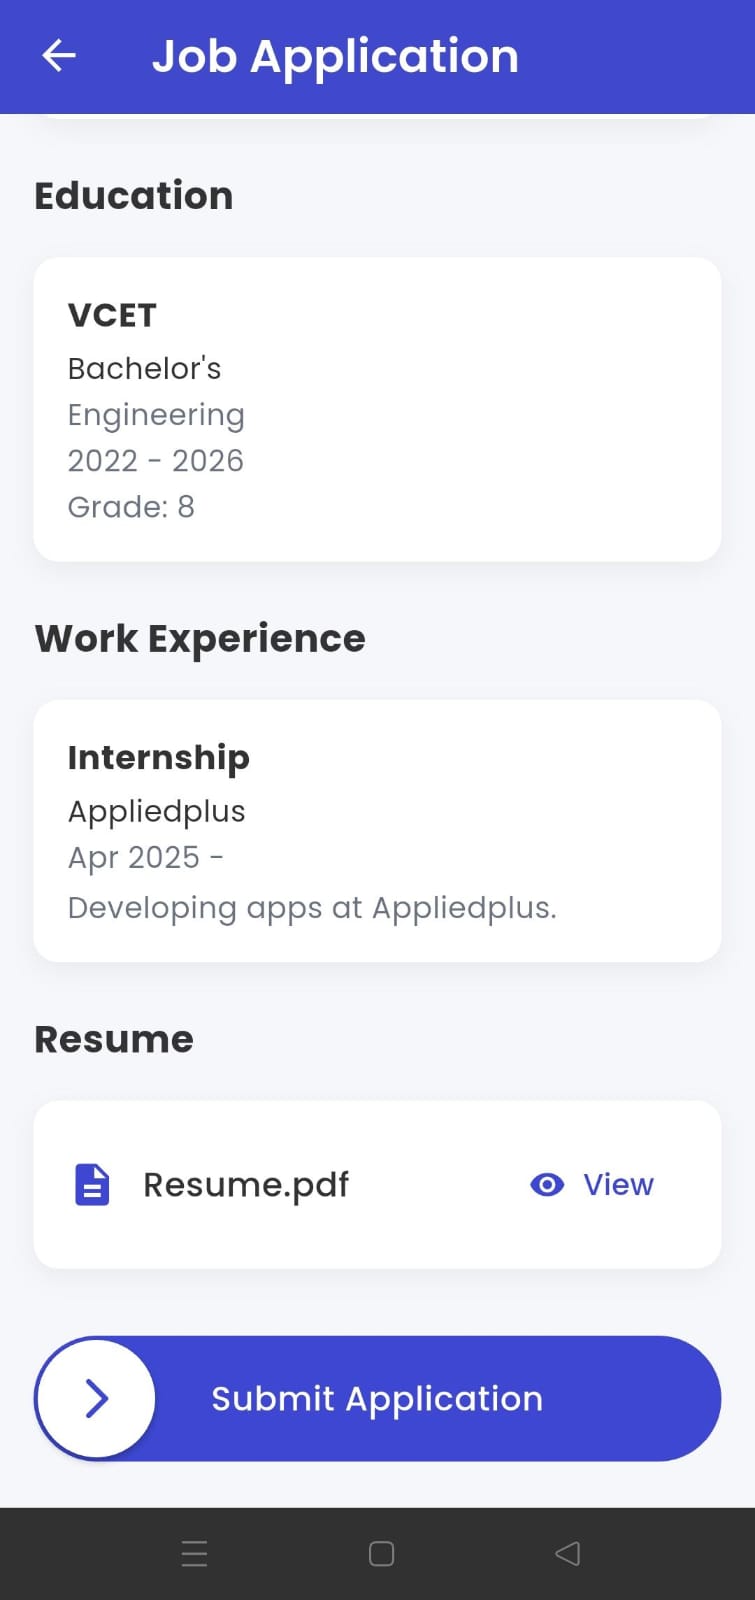 Job Application
Education
VCET
Bachelor's
Engineering
2022 - 2026
Grade: 8
Work Experience
Internship
Appliedplus
Apr 2025 -
Developing apps at Appliedplus.
Resume
Resume.pdf
View
Submit Application